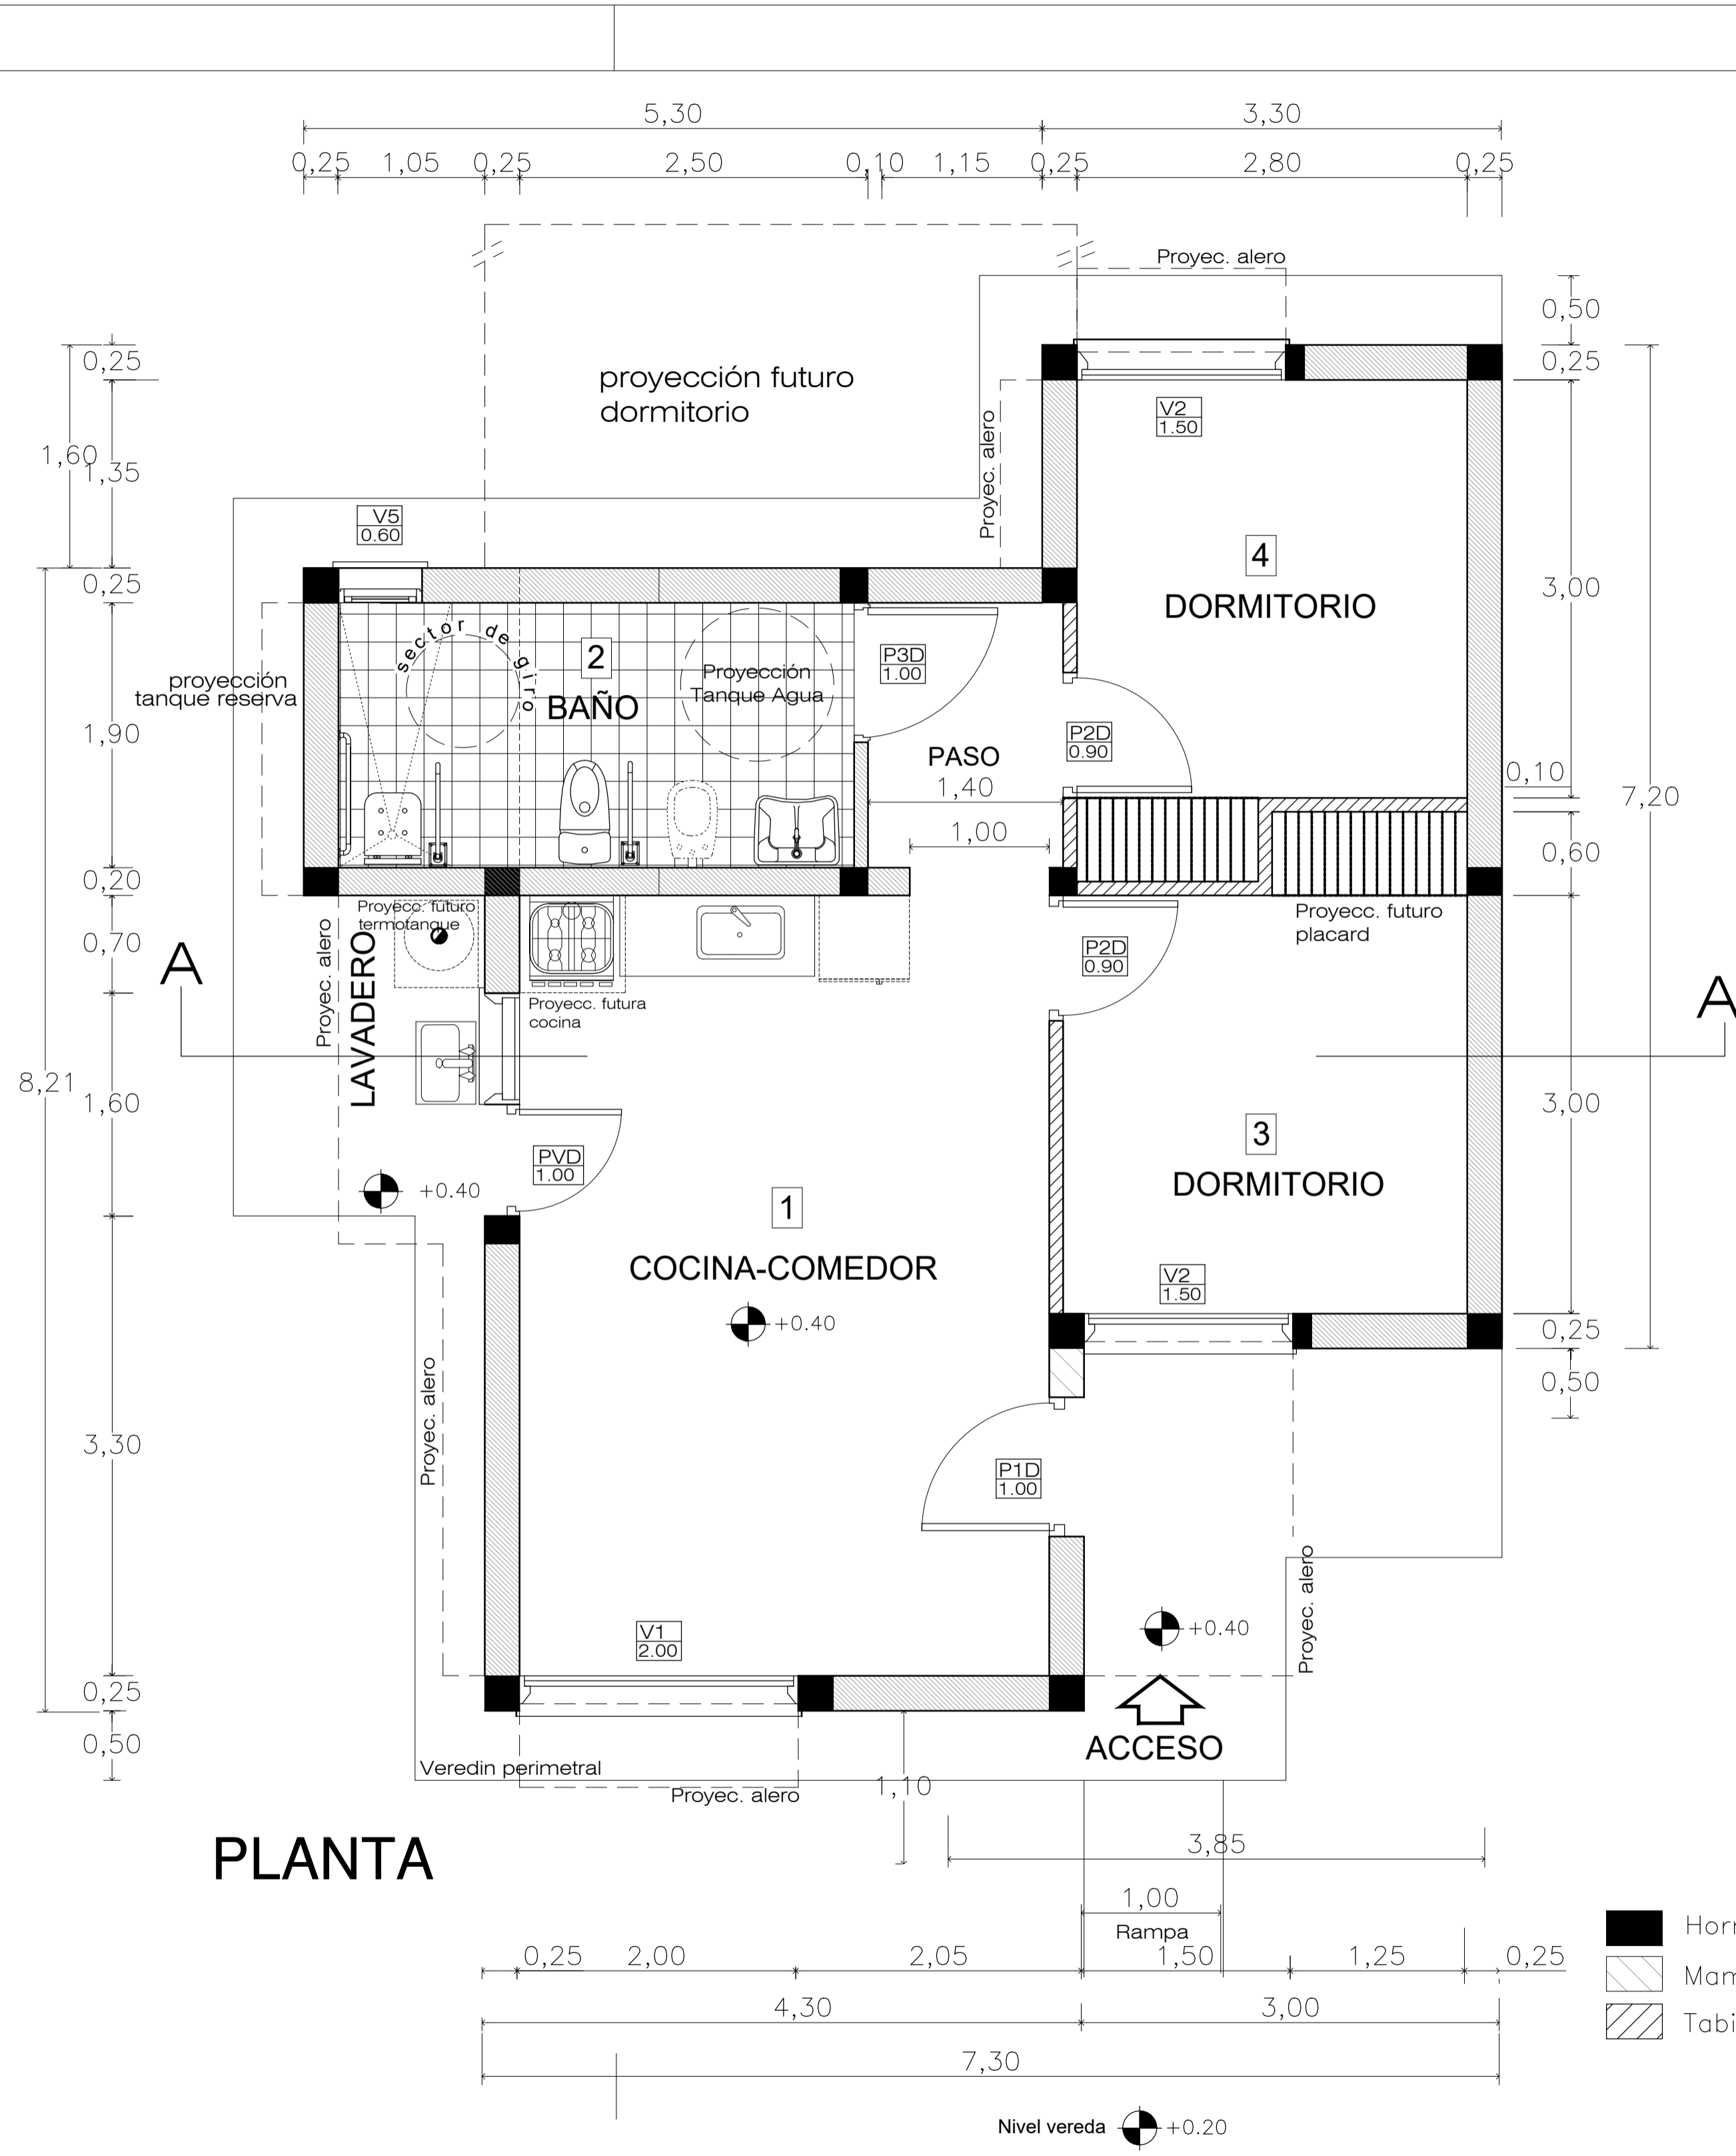 5,30
3,30
0,25
1,05
0,25
2,50
0,10
1,15
0,25
2,80
0,25
Proyec. alero
0,50
0,25
0,25
proyección futuro
dormitorio
V2
1.50
Proyec. alero
1,60
1,35
V5
0.60
4
DORMITORIO
0,25
3,00
sector de giro
2
BAÑO
Proyección
Tanque Agua
P3D
1.00
proyección
tanque reserva
1,90
P2D
0.90
PASO
1,40
0,10
7,20
1,00
0,60
0,20
Proyecc. futuro
termotanque
Proyecc. futuro
placard
0,70
A
Proyec. alero
LAVADERO
P2D
0.90
A
Proyecc. futura
cocina
8,21
1,60
3,00
3
DORMITORIO
PVD
1.00
+0.40
1
COCINA-COMEDOR
+0.40
V2
1.50
0,25
0,50
Proyec. alero
3,30
P1D
1.00
Proyec. alero
+0.40
V1
2.00
0,25
0,50
ACCESO
Veredin perimetral
Proyec. alero
1,10
PLANTA
3,85
1,00
Rampa
0,25
2,00
2,05
1,50
1,25
0,25
4,30
3,00
7,30
Nivel vereda
+0.20
Horr
Mam
Tabi